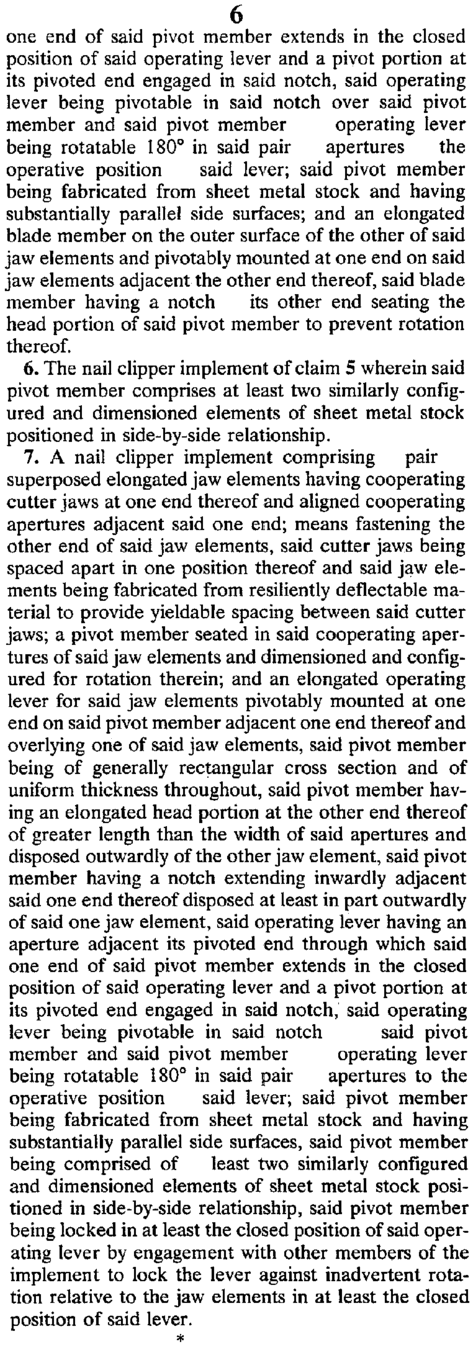 6
one end of said pivot member extends in the closed
position of said operating lever and a pivot portion at
its pivoted end engaged in said notch, said operating
lever being pivotable in said notch over said pivot
member and said pivot member operating lever
being rotatable 180° in said pair apertures the
operative position said lever; said pivot member
being fabricated from sheet metal stock and having
substantially parallel side surfaces; and an elongated
blade member on the outer surface of the other of said
jaw elements and pivotably mounted at one end on said
jaw elements adjacent the other end thereof, said blade
member having a notch its other end seating the
head portion of said pivot member to prevent rotation
thereof.
6. The nail clipper implement of claim 5 wherein said
pivot member comprises at least two similarly config-
ured and dimensioned elements of sheet metal stock
positioned in side-by-side relationship.
7. A nail clipper implement comprising pair
superposed elongated jaw elements having cooperating
cutter jaws at one end thereof and aligned cooperating
apertures adjacent said one end; means fastening the
other end of said jaw elements, said cutter jaws being
spaced apart in one position thereof and said jaw ele-
ments being fabricated from resiliently deflectable ma-
terial to provide yieldable spacing between said cutter
jaws; a pivot member seated in said cooperating aper-
tures of said jaw elements and dimensioned and config-
ured for rotation therein; and an elongated operating
lever for said jaw elements pivotably mounted at one
end on said pivot member adjacent one end thereof and
overlying one of said jaw elements, said pivot member
being of generally rectangular cross section and of
uniform thickness throughout, said pivot member hav-
ing an elongated head portion at the other end thereof
of greater length than the width of said apertures and
disposed outwardly of the other jaw element, said pivot
member having a notch extending inwardly adjacent
said one end thereof disposed at least in part outwardly
of said one jaw element, said operating lever having an
aperture adjacent its pivoted end through which said
one end of said pivot member extends in the closed
position of said operating lever and a pivot portion at
its pivoted end engaged in said notch, said operating
lever being pivotable in said notch said pivot
member and said pivot member operating lever
being rotatable 180° in said pair apertures to the
operative position said lever; said pivot member
being fabricated from sheet metal stock and having
substantially parallel side surfaces, said pivot member
being comprised of least two similarly configured
and dimensioned elements of sheet metal stock posi-
tioned in side-by-side relationship, said pivot member
being locked in at least the closed position of said oper-
ating lever by engagement with other members of the
implement to lock the lever against inadvertent rota-
tion relative to the jaw elements in at least the closed
position of said lever.
*